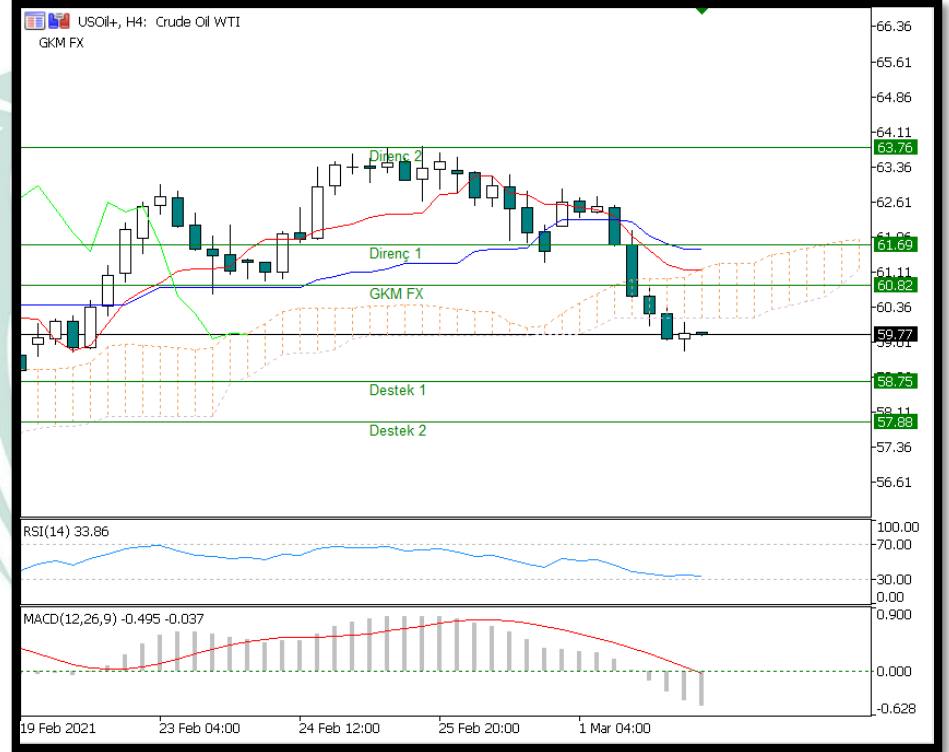 USOil+, H4: Crude Oil WTI
GKM FX
66.36
65.61
64.86
64.11
63.76
Direnç 2
63.36
62.61
61.69
Direnç 1
61.11
60.82
GKM FX
60.36
59.77
58.75
Destek 1
58.11
57.88
Destek 2
57.36
56.61
RSI(14) 33.86
100.00
70.00
30.00
0.00
MACD(12,26,9) -0.495 -0.037
0.900
0.000
-0.628
19 Feb 2021
23 Feb 04:00
24 Feb 12:00
25 Feb 20:00
1 Mar 04:00